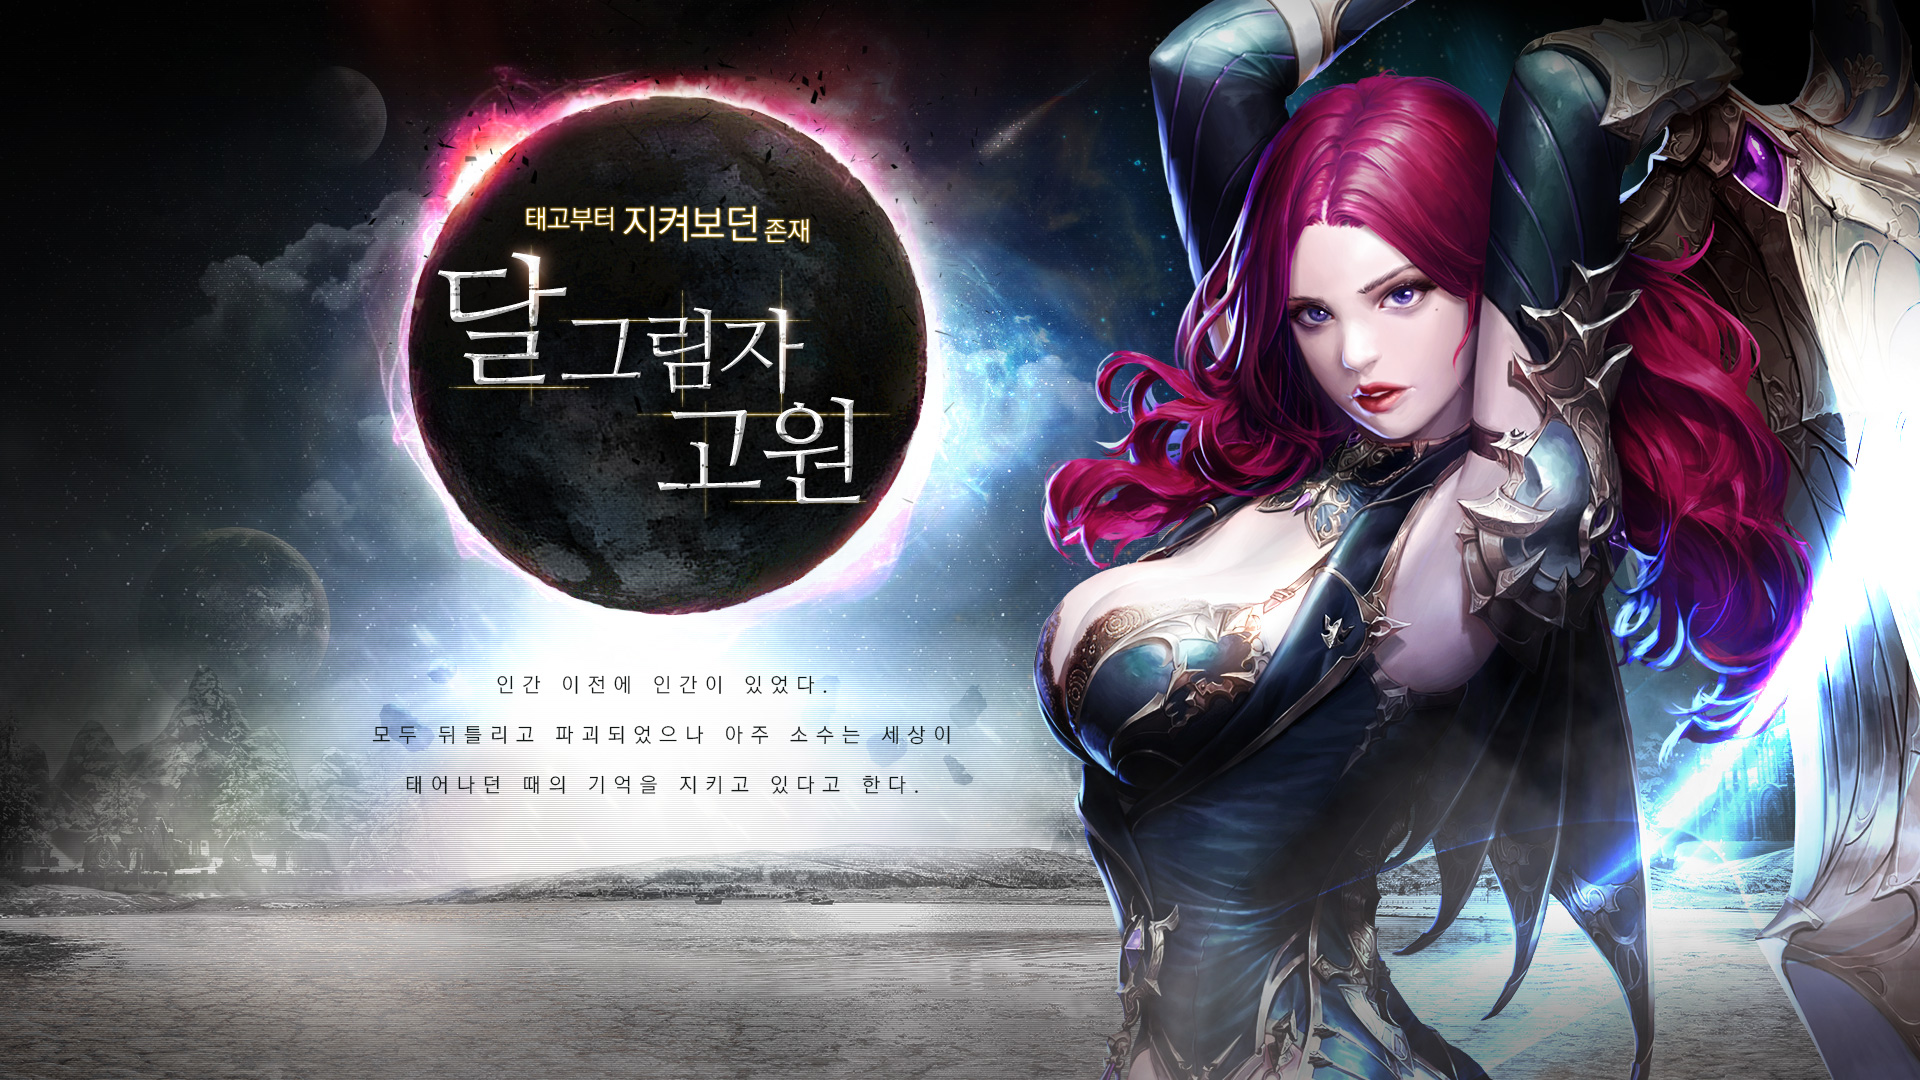 태고부터 지켜보던 존재
달그림자
고원
인간 이전에 인간이 있었다.
모두 뒤틀리고 파괴되었으나 아주 소수는 세상이
태어나던 때의 기억을 지키고 있다고 한다.